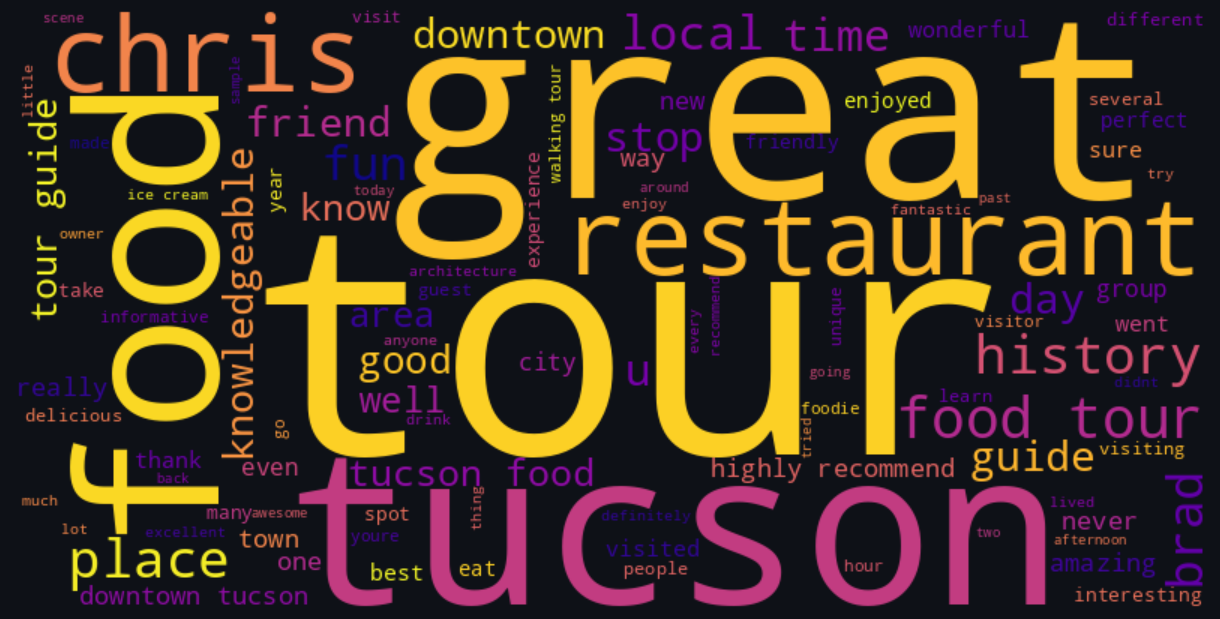 scene
visit
chris
downtown
local
time
wonderful
different
great
little
sample
walking tour
new
enjoyed
several
perfect
food
tour guide
friend
stop
friendly
made
fun
way
sure
knowledgeable
year
today
experience
around
try
ice cream
know
enjoy
fantastic
past
restaurant
owner
tour
architecture
take
guest
informative
area
every
recommend
unique
day
group
visitor
went
anyone
good
city
u
history
going
really
well
foodie
learn
didnt
delicious
drink
go
tried
food tour
thank
back
even
tucson food
highly recommend
guide
visiting
much
many
awesome
spot
thing
definitely
lived
never
lot
excellent
town
youre
tucson
two
afternoon
brad
place
one
best
eat
visited
people
hour
amazing
downtown tucson
interesting